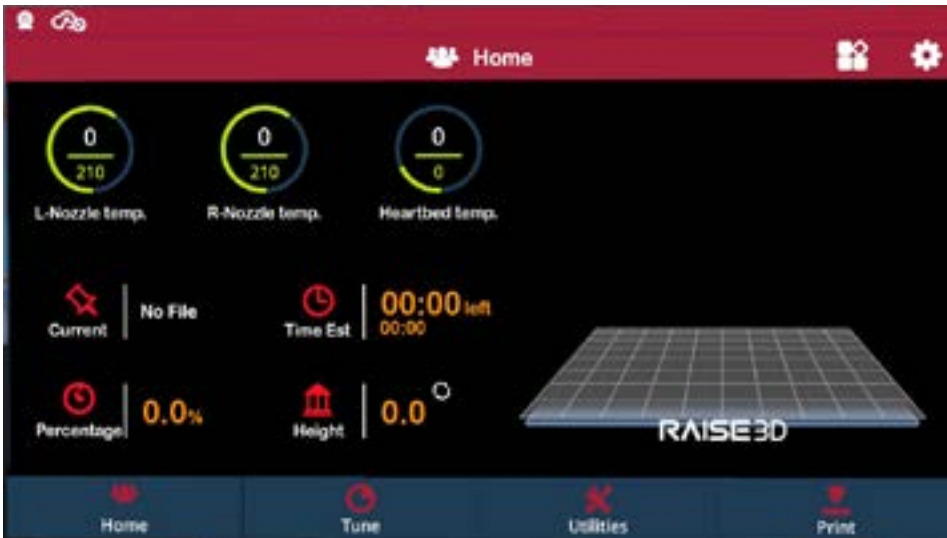 Home
0
210
L-Nozzle temp.
0
210
R-Nozzle temp.
0
0
Heartbed temp.
Current
No File
Time Est
00:00 left
00:00
Percentage
0.0%
Height
0.0
RAISE3D
Home
Tune
Utilities
Print